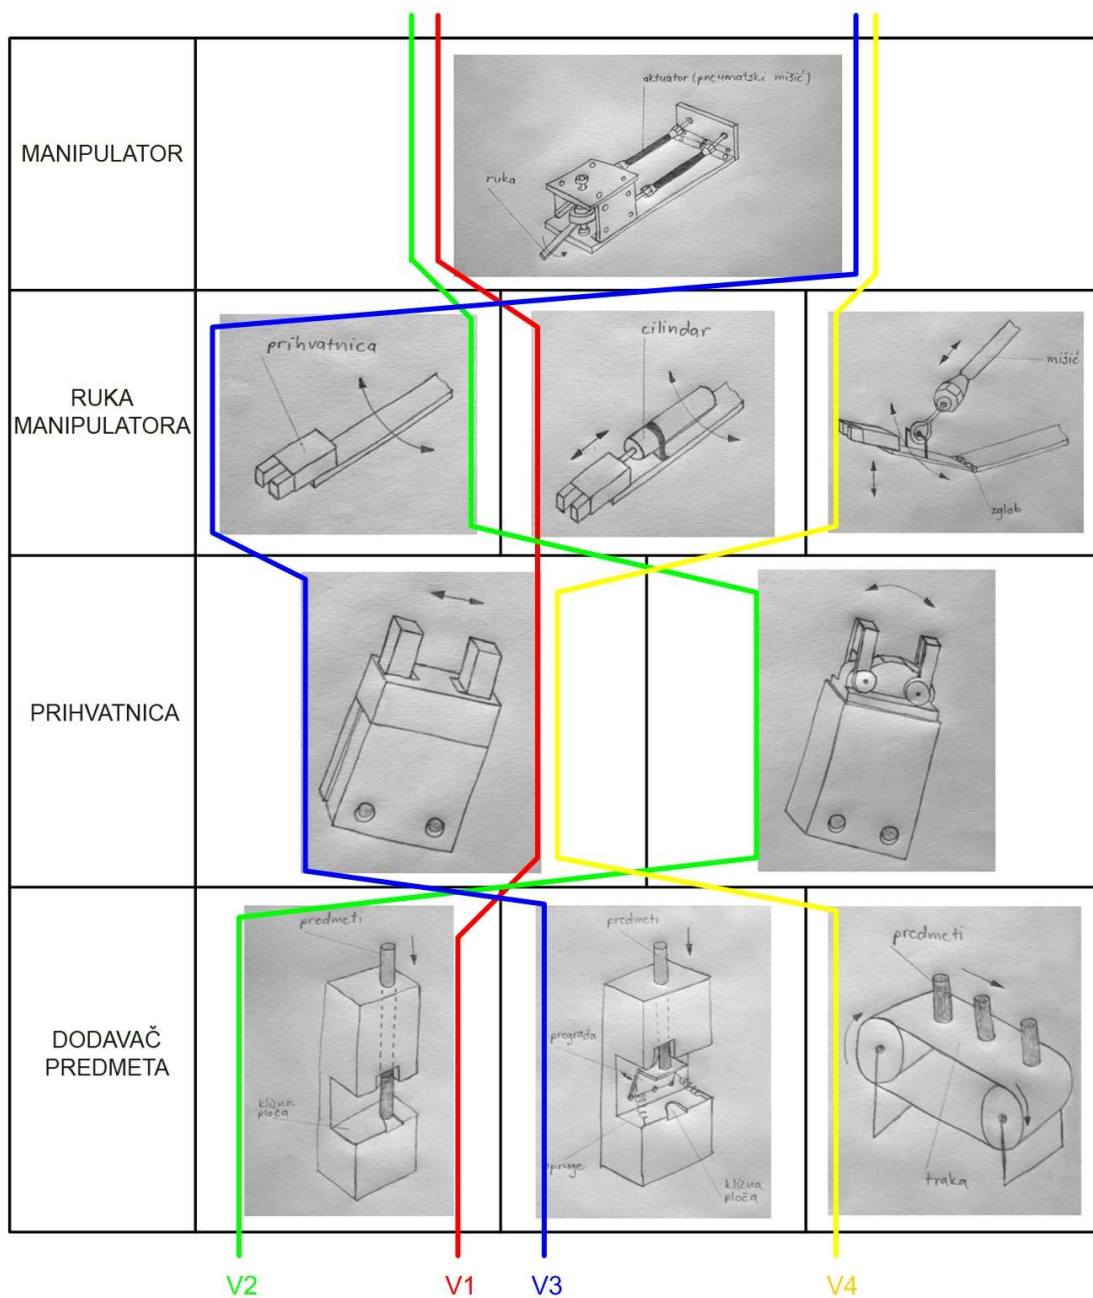 MANIPULATOR
aktuator (pneumatski mišić)
ruka
RUKA
MANIPULATORA
prihvatnica
cilindar
mišić
zglob
PRIHVATNICA
DODAVAČ
PREDMETA
predmeti
klizna
ploča
predmeti
pregrada
opruge
klizna
ploča
predmeti
traka
V2
V1
V3
V4